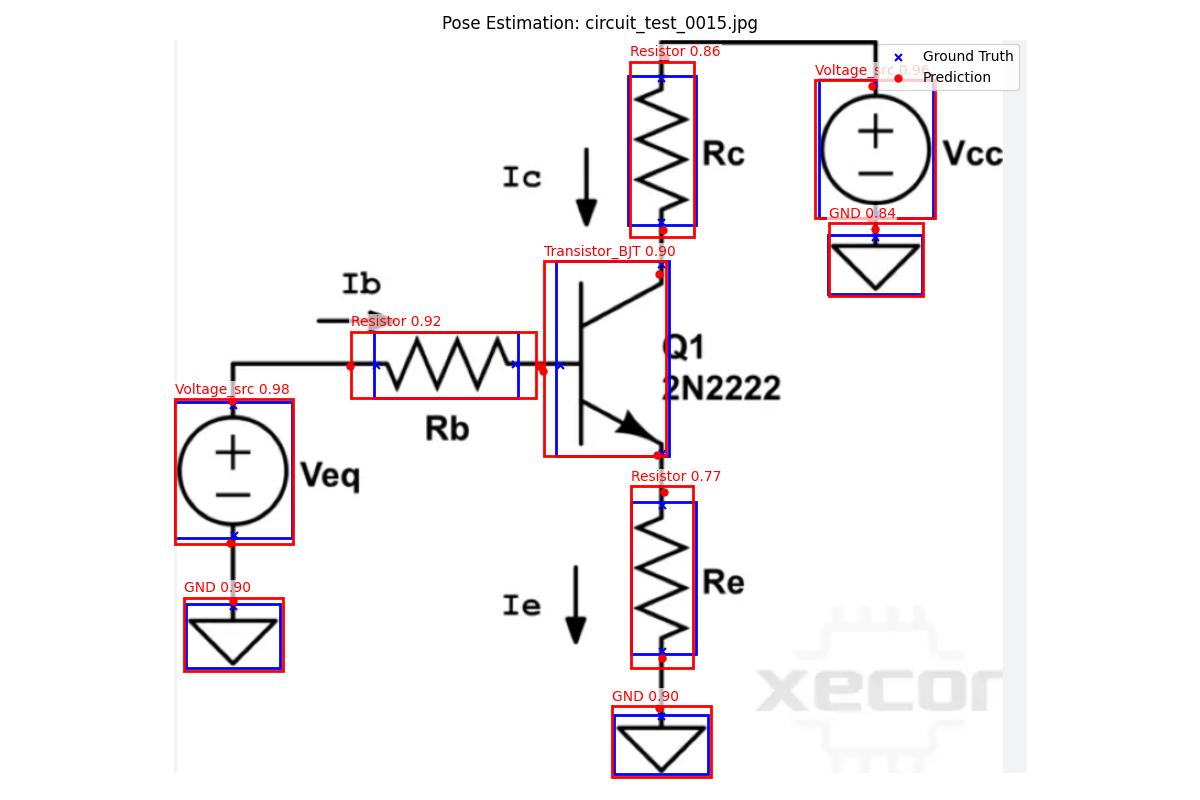 Pose Estimation: circuit_test_0015.jpg
Resistor 0.86
Ground Truth
Voltage_src 0.96
Prediction
Rc
Vcc
Ic
GND 0.84
Transistor_BJT 0.90
Ib
Resistor 0.92
Q1
2N2222
Voltage_src 0.98
Rb
Veq
Resistor 0.77
GND 0.90
Re
Ie
xecor
GND 0.90